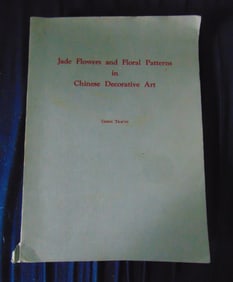 Jade Flowers and Floral Patterns
in
Chinese Decorative Art